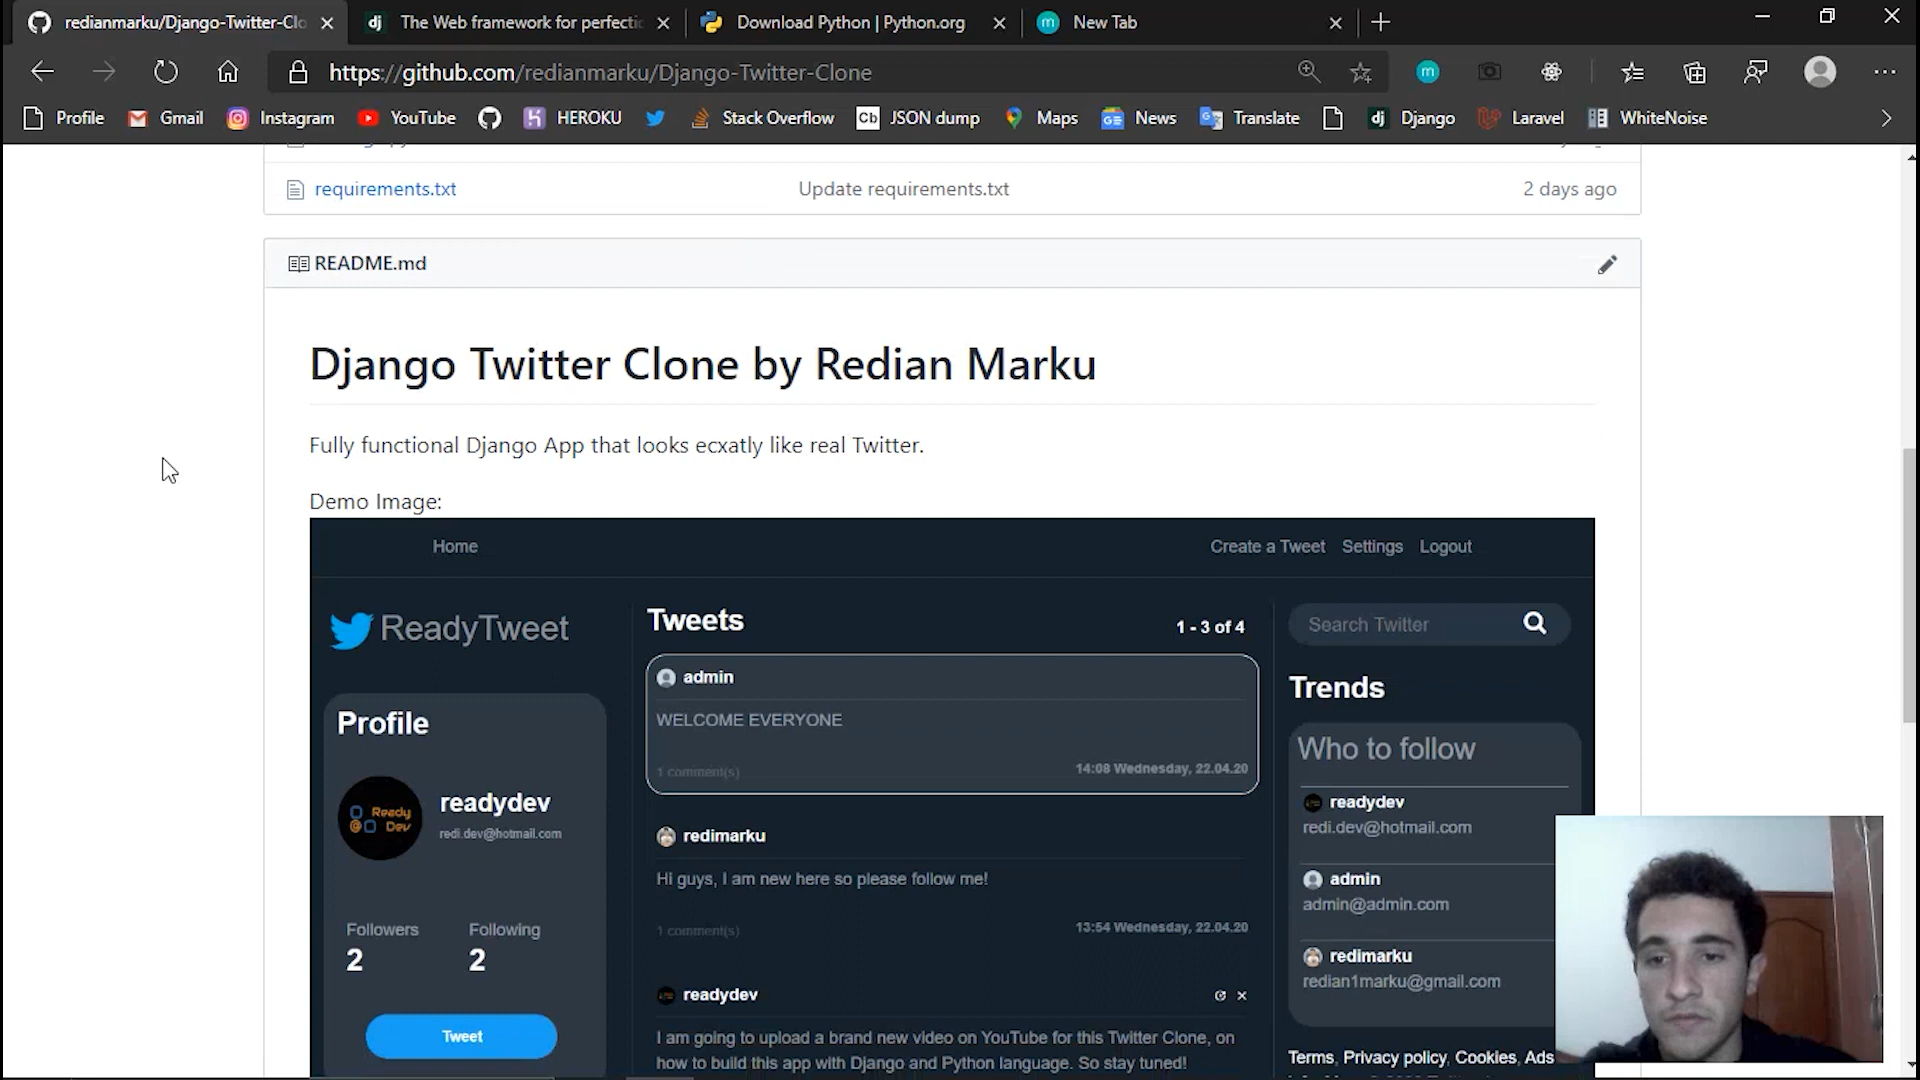 redianmarku/Django-Twitter-Clo
The Web framework for perfectio
Download Python | Python.org
New Tab
https://github.com/redianmarku/Django-Twitter-Clone
Profile
Gmail
Instagram
YouTube
HEROKU
Stack Overflow
JSON dump
Maps
News
Translate
Django
Laravel
WhiteNoise
requirements.txt
Update requirements.txt
2 days ago
README.md
Django Twitter Clone by Redian Marku
Fully functional Django App that looks ecxatly like real Twitter.
Demo Image:
Home
Create a Tweet
Settings
Logout
ReadyTweet
Profile
Ready
Dev
readydev
redi.dev@hotmail.com
Followers
Following
2
2
Tweet
Tweets
1 - 3 of 4
admin
WELCOME EVERYONE
1 comment(s)
14:08 Wednesday, 22.04.20
redimarku
Hi guys, I am new here so please follow me!
1 comment(s)
13:54 Wednesday, 22.04.20
readydev
I am going to upload a brand new video on YouTube for this Twitter Clone, on
how to build this app with Django and Python language. So stay tuned!
Search Twitter
Trends
Who to follow
readydev
redi.dev@hotmail.com
admin
admin@admin.com
redimarku
redian1marku@gmail.com
Terms, Privacy policy, Cookies, Ads